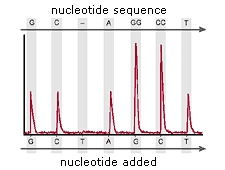 nucleotide sequence
G C – A GG CC T
G C T A G C T
nucleotide added